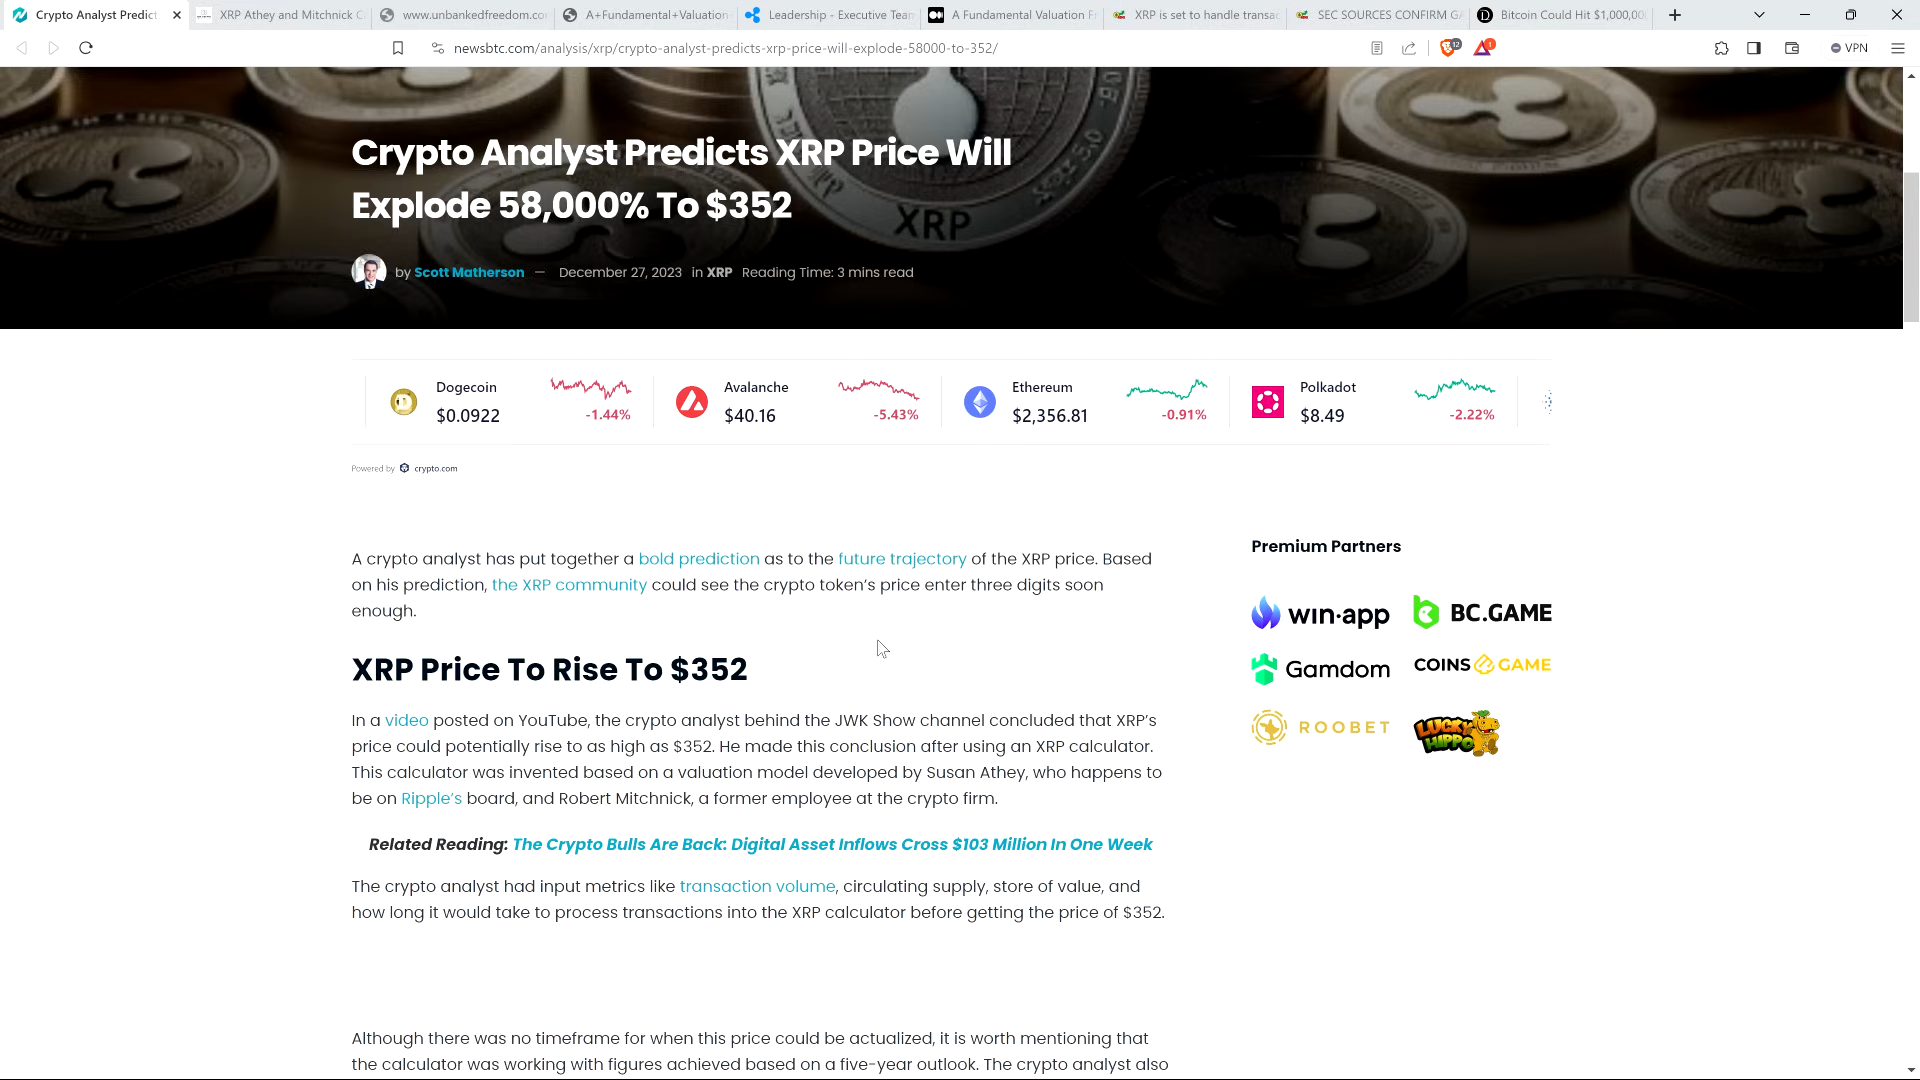 Crypto Analyst Predict
XRP Athey and Mitchnick C
www.unbankedfreedom.co
A+Fundamental+Valuation
Leadership - Executive Tean
A Fundamental Valuation F
XRP is set to handle transac
SEC SOURCES CONFIRM GA
Bitcoin Could Hit $1,000,00
newsbtc.com/analysis/xrp/crypto-analyst-predicts-xrp-price-will-explode-58000-to-352/
12
1
VPN
XRP
Crypto Analyst Predicts XRP Price Will
Explode 58,000% To $352
by Scott Matherson — December 27, 2023 in XRP Reading Time: 3 mins read
Dogecoin
$0.0922
-1.44%
Avalanche
$40.16
-5.43%
Ethereum
$2,356.81
-0.91%
Polkadot
$8.49
-2.22%
Powered by crypto.com
A crypto analyst has put together a bold prediction as to the future trajectory of the XRP price. Based
on his prediction, the XRP community could see the crypto token's price enter three digits soon
enough.
XRP Price To Rise To $352
In a video posted on YouTube, the crypto analyst behind the JWK Show channel concluded that XRP's
price could potentially rise to as high as $352. He made this conclusion after using an XRP calculator.
This calculator was invented based on a valuation model developed by Susan Athey, who happens to
be on Ripple's board, and Robert Mitchnick, a former employee at the crypto firm.
Related Reading: The Crypto Bulls Are Back: Digital Asset Inflows Cross $103 Million In One Week
The crypto analyst had input metrics like transaction volume, circulating supply, store of value, and
how long it would take to process transactions into the XRP calculator before getting the price of $352.
Although there was no timeframe for when this price could be actualized, it is worth mentioning that
the calculator was working with figures achieved based on a five-year outlook. The crypto analyst also
Premium Partners
win·app
BC.GAME
Gamdom
COINS GAME
ROOBET
LUCKY
HIPPO